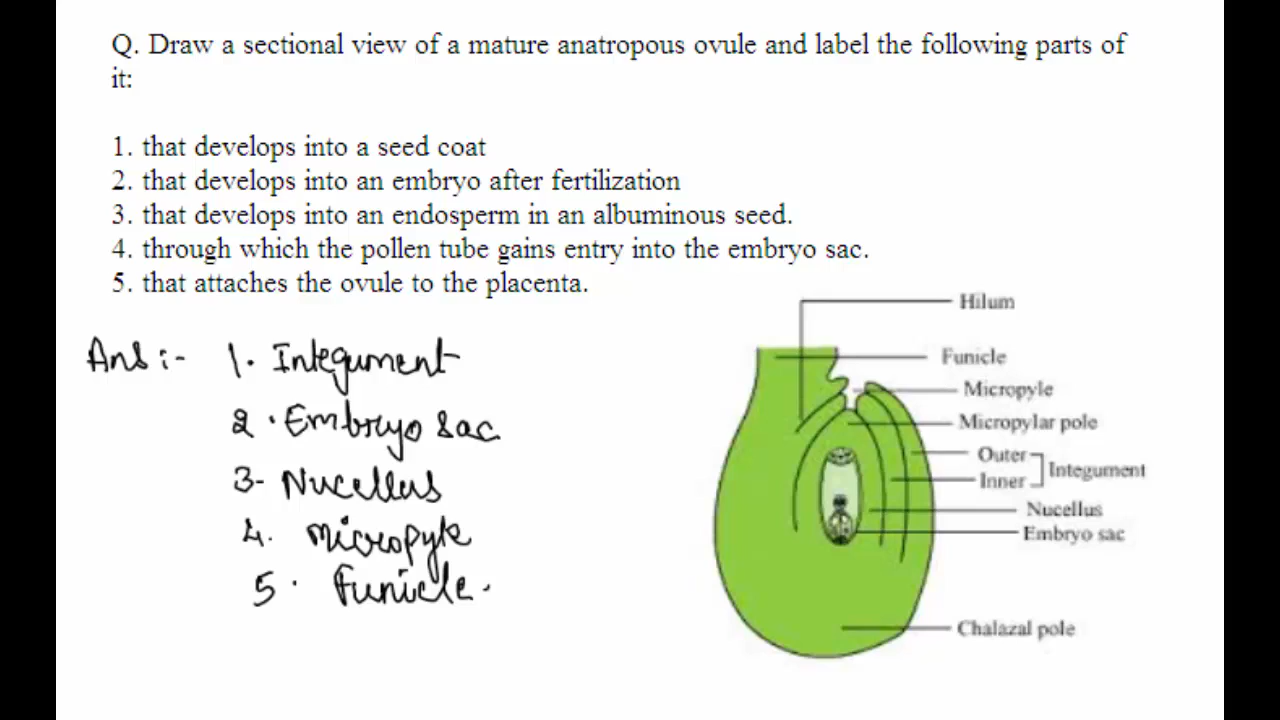 Q. Draw a sectional view of a mature anatropous ovule and label the following parts of
it:
1. that develops into a seed coat
2. that develops into an embryo after fertilization
3. that develops into an endosperm in an albuminous seed.
4. through which the pollen tube gains entry into the embryo sac.
5. that attaches the ovule to the placenta.
Ans :- 1. Integument
2. Embryo sac
3- Nucellus
4. Micropyle
5. Funicle.
Hilum
Funicle
Micropyle
Micropylar pole
Outer
Integument
Inner
Nucellus
Embryo sac
Chalazal pole